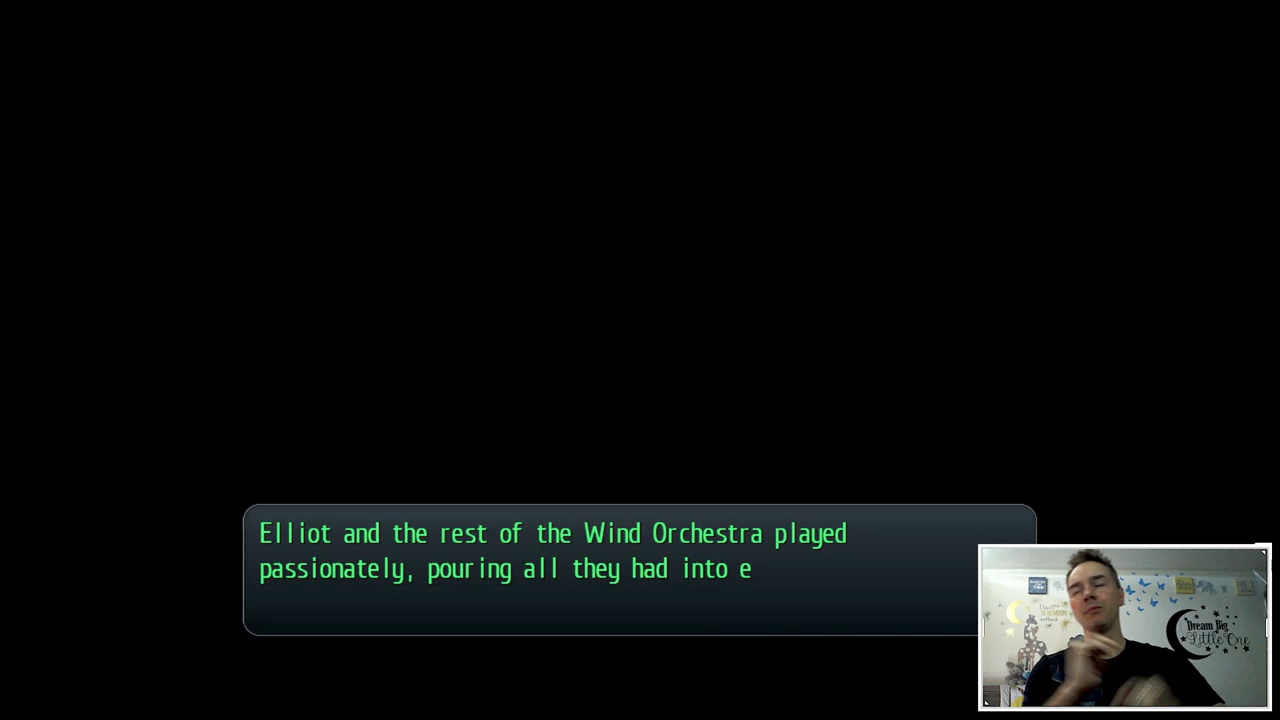 Elliot and the rest of the Wind Orchestra played
passionately, pouring all they had into e
Dream Big
Little One